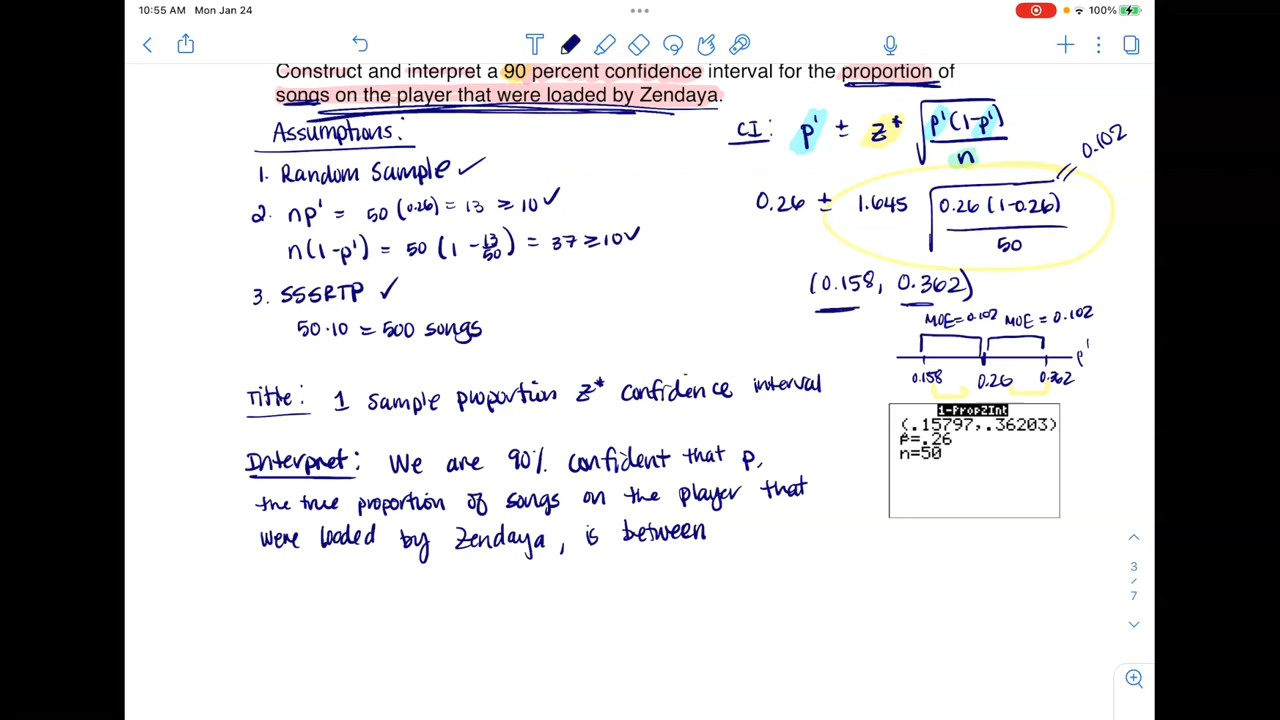 10:55 AM Mon Jan 24
100%
Construct and interpret a 90 percent confidence interval for the proportion of
songs on the player that were loaded by Zendaya.
Assumptions:
1. Random Sample ✓
2. np' = 50 (0.26) = 13 ≥ 10 ✓
n(1-p') = 50 (1 - 13/50) = 37 ≥ 10 ✓
3. SSSRTP ✓
50·10 = 500 songs
CI: p' ± z* √(p'(1-p')/n)
0.102
0.26 ± 1.645 √(0.26(1-0.26)/50)
(0.158, 0.362)
MOE = 0.102 MOE = 0.102
p'
0.158 0.26 0.362
1-PropZInt
(.15797,.36203)
p̂=.26
n=50
Title: 1 sample proportion z* confidence interval
Interpret: We are 90% confident that p,
the true proportion of songs on the player that
were loaded by Zendaya, is between
3
/
7